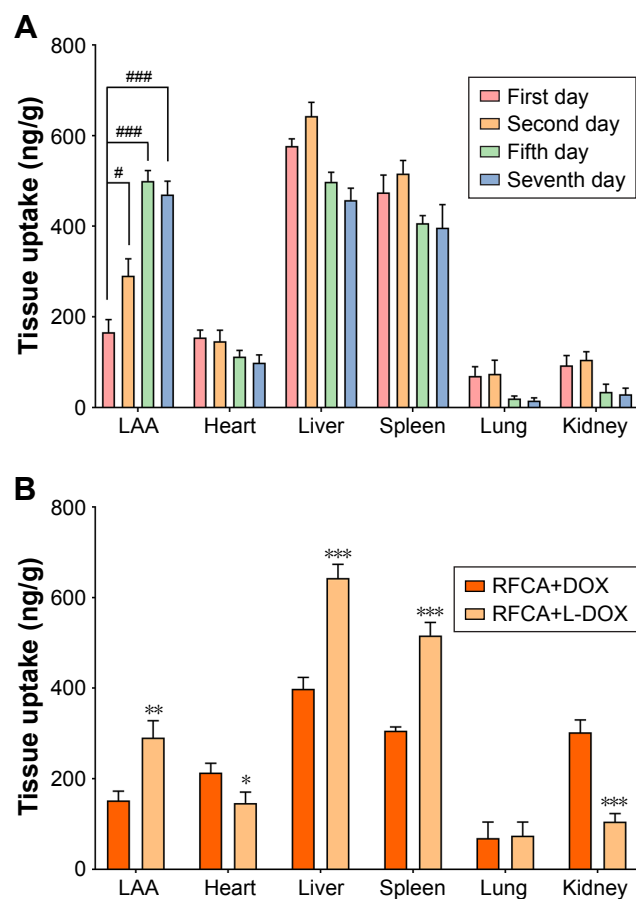 A
Tissue uptake (ng/g)
800
600
400
200
0
###
###
#
First day
Second day
Fifth day
Seventh day
LAA Heart Liver Spleen Lung Kidney
B
Tissue uptake (ng/g)
800
600
400
200
0
**
*
***
***
***
RFCA+DOX
RFCA+L-DOX
LAA Heart Liver Spleen Lung Kidney